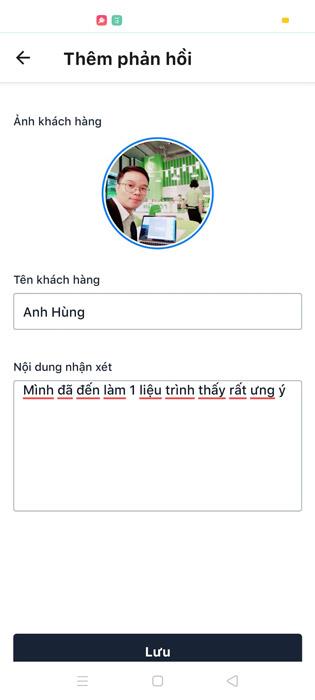 Thêm phản hồi
Ảnh khách hàng
Tên khách hàng
Anh Hùng
Nội dung nhận xét
Mình đã đến làm 1 liệu trình thấy rất ưng ý
Lưu